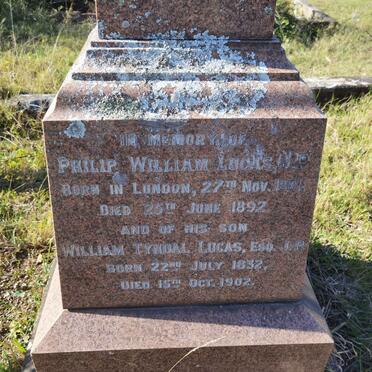 IN MEMORY OF
PHILIP WILLIAM LUCAS,
BORN IN LONDON, 27TH NOV.
DIED 25TH JUNE 1892
AND OF HIS SON
WILLIAM TYNDAL LUCAS, ESQ. J.P.
BORN 22ND JULY 1832,
DIED 15TH OCT. 1902.